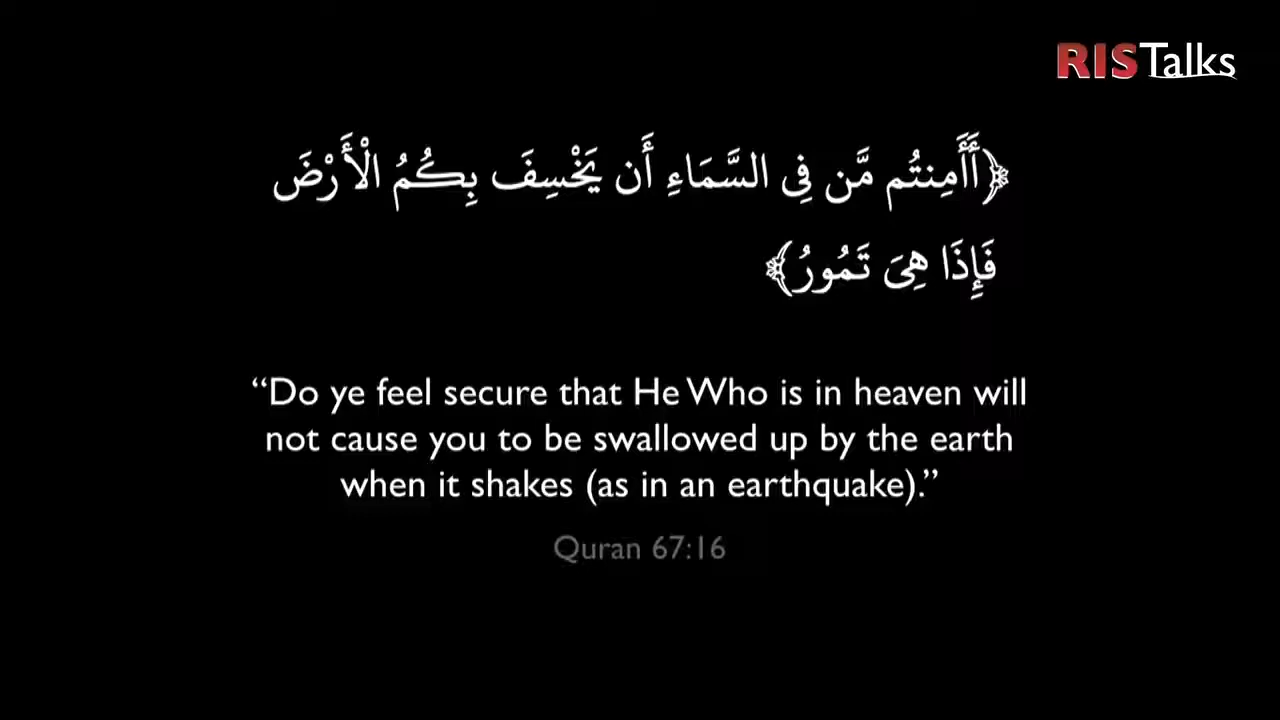 RISTalks
﴿أَأَمِنتُم مَّن فِي السَّمَاءِ أَن يَخْسِفَ بِكُمُ الْأَرْضَ
فَإِذَا هِيَ تَمُورُ﴾
“Do ye feel secure that He Who is in heaven will
not cause you to be swallowed up by the earth
when it shakes (as in an earthquake).”
Quran 67:16